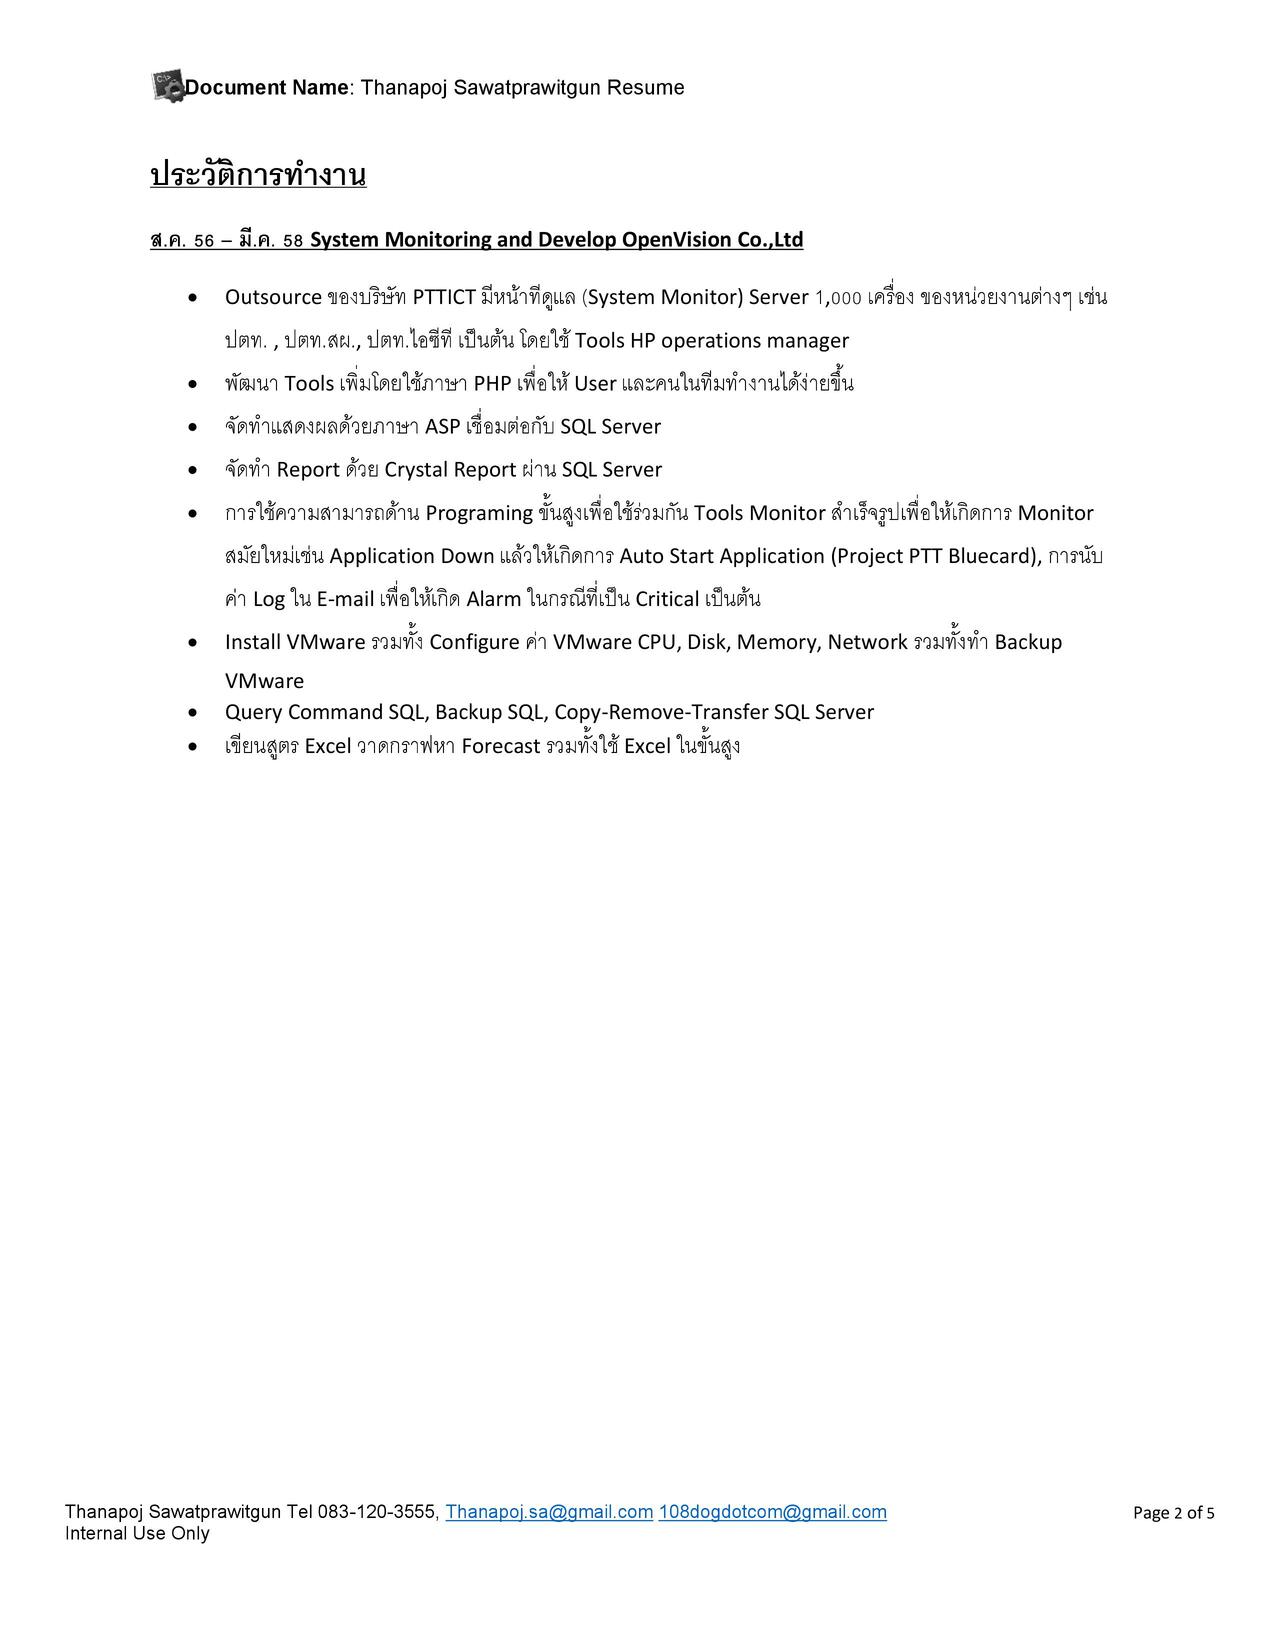 Document Name: Thanapoj Sawatprawitgun Resume
ประวัติการทำงาน
ส.ค. 56 – มี.ค. 58 System Monitoring and Develop OpenVision Co.,Ltd
• Outsource ของบริษัท PTTICT มีหน้าทีดูแล (System Monitor) Server 1,000 เครื่อง ของหน่วยงานต่างๆ เช่น
ปตท. , ปตท.สผ., ปตท.ไอซีที เป็นต้น โดยใช้ Tools HP operations manager
• พัฒนา Tools เพิ่มโดยใช้ภาษา PHP เพื่อให้ User และคนในทีมทำงานได้ง่ายขึ้น
• จัดทำแสดงผลด้วยภาษา ASP เชื่อมต่อกับ SQL Server
• จัดทำ Report ด้วย Crystal Report ผ่าน SQL Server
• การใช้ความสามารถด้าน Programing ขั้นสูงเพื่อใช้ร่วมกัน Tools Monitor สำเร็จรูปเพื่อให้เกิดการ Monitor
สมัยใหม่เช่น Application Down แล้วให้เกิดการ Auto Start Application (Project PTT Bluecard), การนับ
ค่า Log ใน E-mail เพื่อให้เกิด Alarm ในกรณีที่เป็น Critical เป็นต้น
• Install VMware รวมทั้ง Configure ค่า VMware CPU, Disk, Memory, Network รวมทั้งทำ Backup
VMware
• Query Command SQL, Backup SQL, Copy-Remove-Transfer SQL Server
• เขียนสูตร Excel วาดกราฟหา Forecast รวมทั้งใช้ Excel ในขั้นสูง
Thanapoj Sawatprawitgun Tel 083-120-3555, Thanapoj.sa@gmail.com 108dogdotcom@gmail.com Page 2 of 5
Internal Use Only